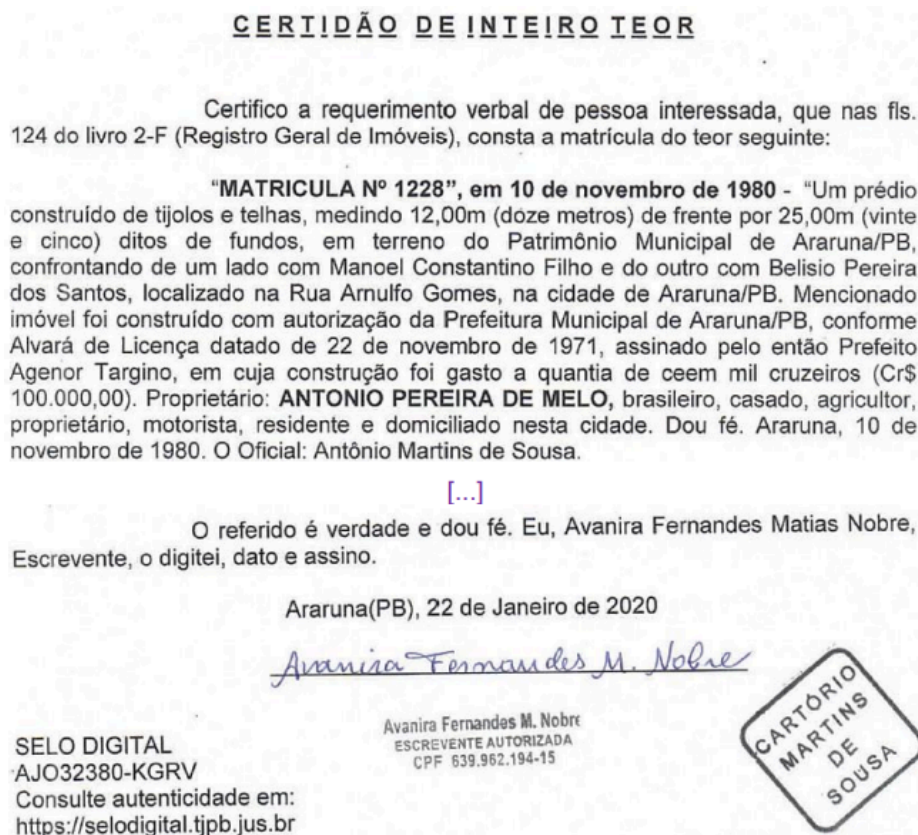 CERTIDÃO DE INTEIRO TEOR
Certifico a requerimento verbal de pessoa interessada, que nas fls.
124 do livro 2-F (Registro Geral de Imóveis), consta a matrícula do teor seguinte:
“MATRICULA Nº 1228”, em 10 de novembro de 1980 - “Um prédio
construído de tijolos e telhas, medindo 12,00m (doze metros) de frente por 25,00m (vinte
e cinco) ditos de fundos, em terreno do Patrimônio Municipal de Araruna/PB,
confrontando de um lado com Manoel Constantino Filho e do outro com Belisio Pereira
dos Santos, localizado na Rua Arnulfo Gomes, na cidade de Araruna/PB. Mencionado
imóvel foi construído com autorização da Prefeitura Municipal de Araruna/PB, conforme
Alvará de Licença datado de 22 de novembro de 1971, assinado pelo então Prefeito
Agenor Targino, em cuja construção foi gasto a quantia de ceem mil cruzeiros (Cr$
100.000,00). Proprietário: ANTONIO PEREIRA DE MELO, brasileiro, casado, agricultor,
proprietário, motorista, residente e domiciliado nesta cidade. Dou fé. Araruna, 10 de
novembro de 1980. O Oficial: Antônio Martins de Sousa.
[...]
O referido é verdade e dou fé. Eu, Avanira Fernandes Matias Nobre,
Escrevente, o digitei, dato e assino.
Araruna(PB), 22 de Janeiro de 2020
Avanira Fernandes M. Nobre
Avanira Fernandes M. Nobre
ESCREVENTE AUTORIZADA
CPF 639.962.194-15
SELO DIGITAL
AJO32380-KGRV
Consulte autenticidade em:
https://selodigital.tjpb.jus.br
CARTÓRIO
MARTINS
DE
SOUSA